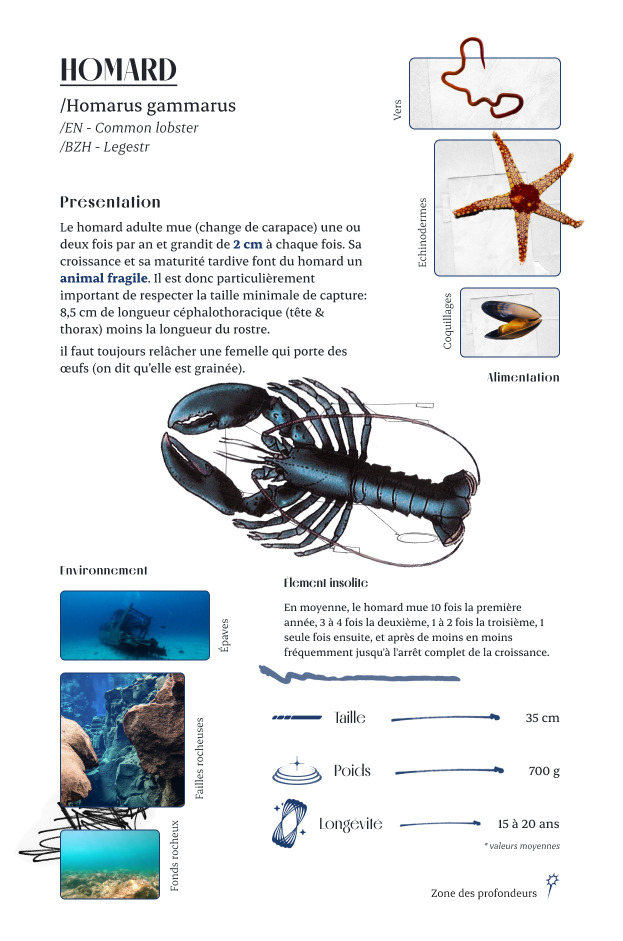 HOMARD
/Homarus gammarus
/EN - Common lobster
/BZH - Legestr
Présentation
Le homard adulte mue (change de carapace) une ou
deux fois par an et grandit de 2 cm à chaque fois. Sa
croissance et sa maturité tardive font du homard un
animal fragile. Il est donc particulièrement
important de respecter la taille minimale de capture:
8,5 cm de longueur céphalothoracique (tête &
thorax) moins la longueur du rostre.
il faut toujours relâcher une femelle qui porte des
œufs (on dit qu'elle est grainée).
Vers
Echinodermes
Coquillages
Alimentation
Environnement
Épaves
Failles rocheuses
Fonds rocheux
Élément insolite
En moyenne, le homard mue 10 fois la première
année, 3 à 4 fois la deuxième, 1 à 2 fois la troisième, 1
seule fois ensuite, et après de moins en moins
fréquemment jusqu'à l'arrêt complet de la croissance.
Taille 35 cm
Poids 700 g
Longévité 15 à 20 ans
* valeurs moyennes
Zone des profondeurs